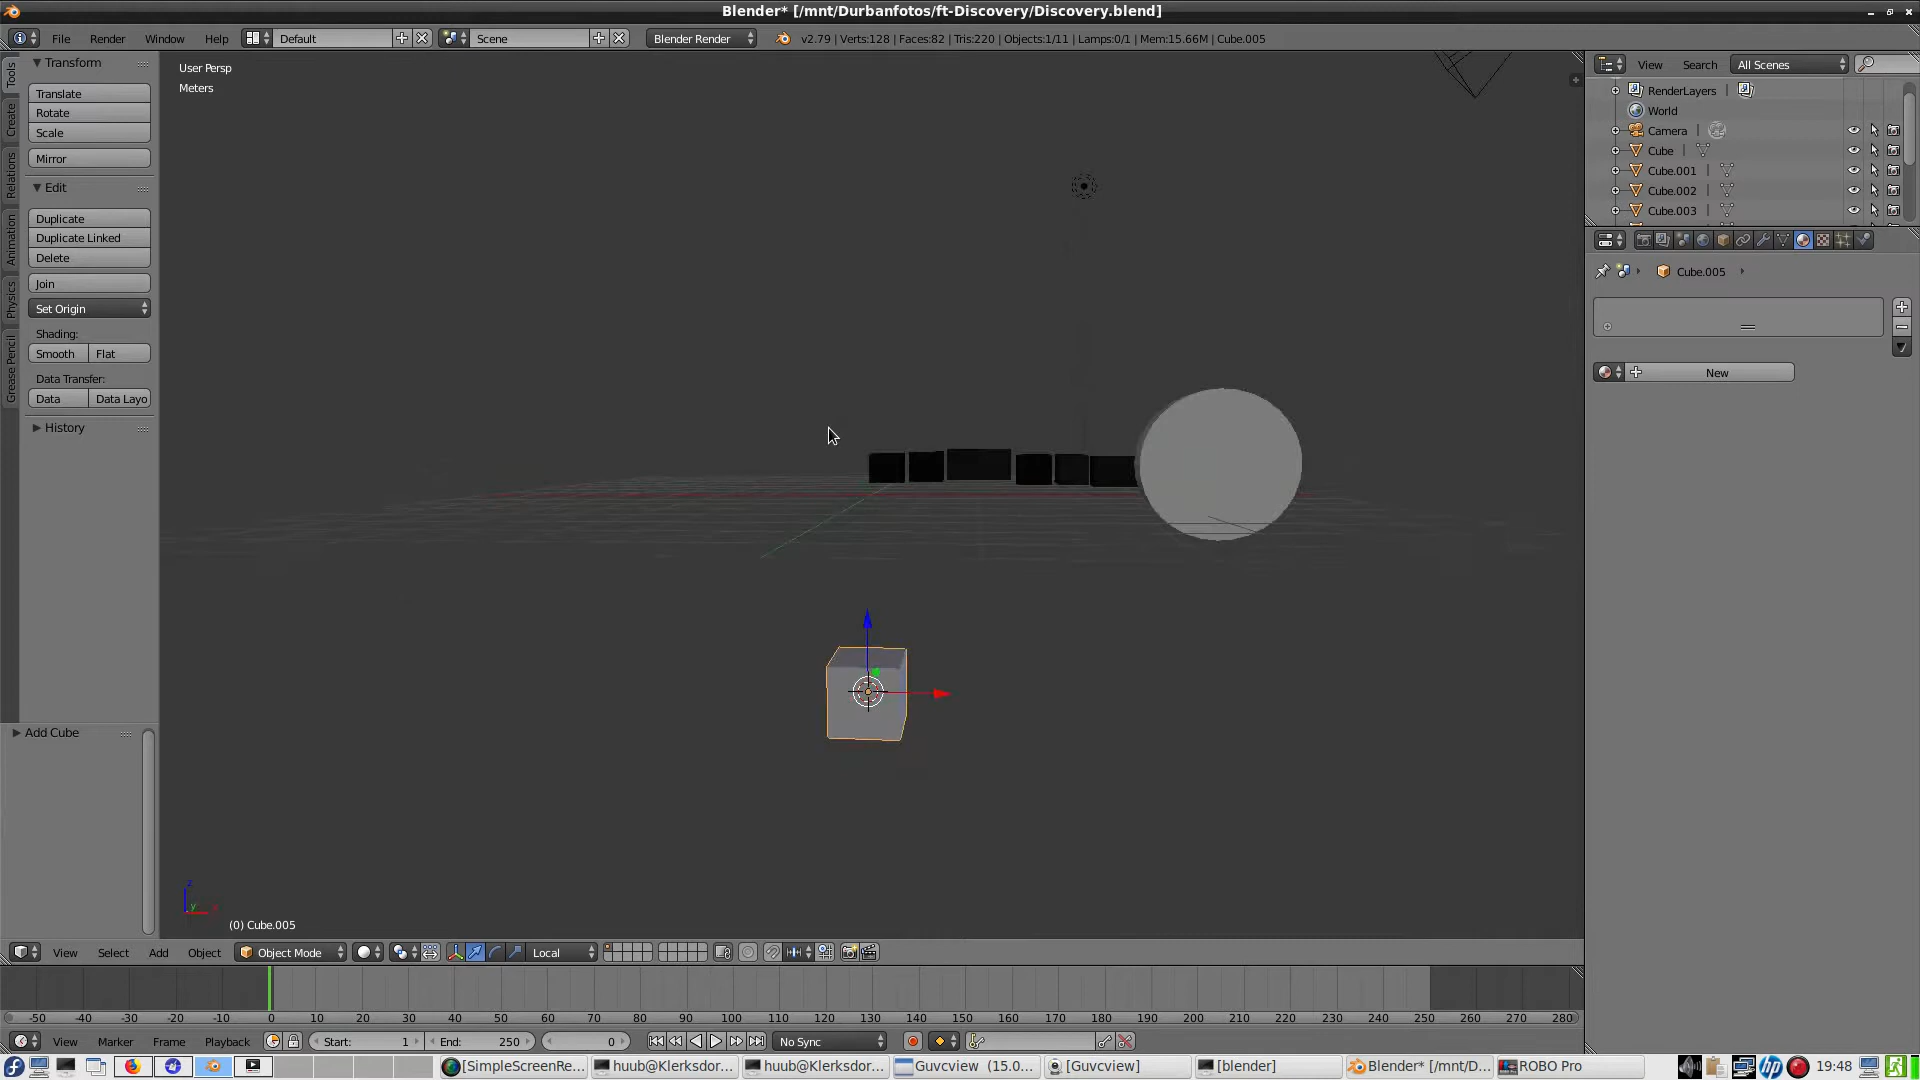 Blender* [/mnt/Durbanfotos/ft-Discovery/Discovery.blend]
File Render Window Help Default Scene Blender Render v2.79 | Verts:128 | Faces:82 | Tris:220 | Objects:1/11 | Lamps:0/1 | Mem:15.66M | Cube.005
Tools
Create
Relations
Animation
Physics
Grease Pencil
Transform
Translate
Rotate
Scale
Mirror
Edit
Duplicate
Duplicate Linked
Delete
Join
Set Origin
Shading:
Smooth Flat
Data Transfer:
Data Data Layo
History
Add Cube
User Persp
Meters
z
y x
(0) Cube.005
View Search All Scenes
RenderLayers |
World
Camera |
Cube |
Cube.001 |
Cube.002 |
Cube.003 |
Cube.005
New
View Select Add Object Object Mode Local
-50 -40 -30 -20 -10 0 10 20 30 40 50 60 70 80 90 100 110 120 130 140 150 160 170 180 190 200 210 220 230 240 250 260 270 280
View Marker Frame Playback Start: 1 End: 250 0 No Sync
[SimpleScreenRe... huub@Klerksdor... huub@Klerksdor... Guvcview (15.0... [Guvcview] [blender] Blender* [/mnt/D... ROBO Pro 19:48